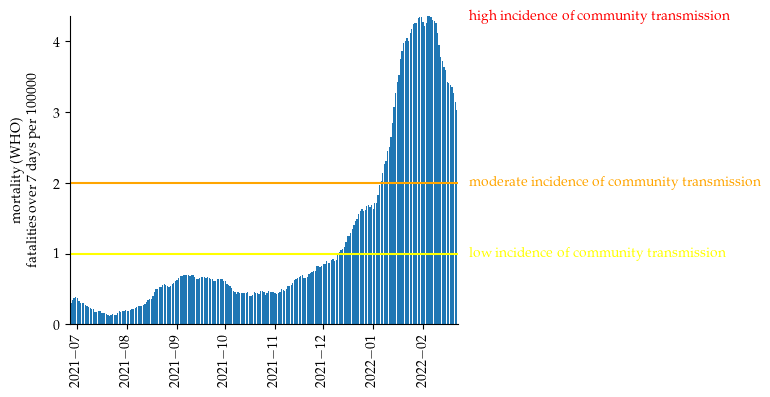 high incidence of community transmission
4
3
mortality (WHO)
fatalities over 7 days per 100000
2
moderate incidence of community transmission
1
low incidence of community transmission
0
2021−07
2021−08
2021−09
2021−10
2021−11
2021−12
2022−01
2022−02